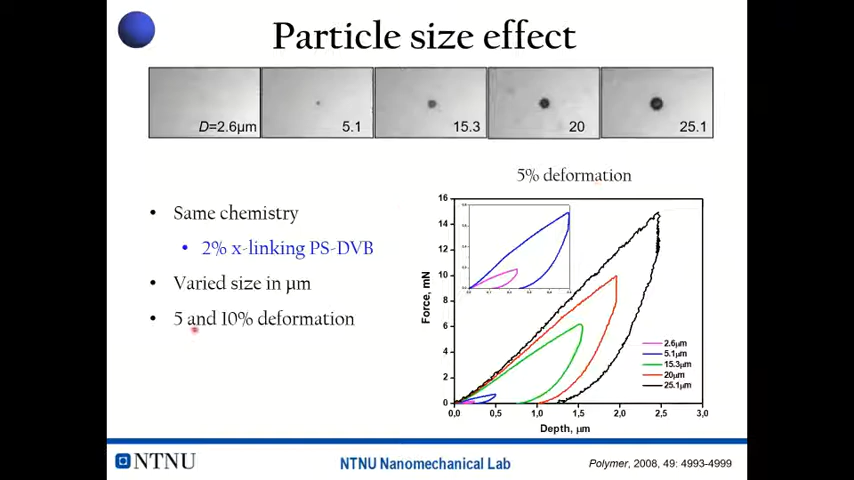 Particle size effect
D=2.6µm
5.1
15.3
20
25.1
5% deformation
• Same chemistry
• 2% x-linking PS-DVB
• Varied size in µm
• 5 and 10% deformation
Force, mN
16
14
12
10
8
6
4
2
0
0,0 0,5 1,0 1,5 2,0 2,5 3,0
Depth, µm
2.6µm
5.1µm
15.3µm
20µm
25.1µm
NTNU
NTNU Nanomechanical Lab
Polymer, 2008, 49: 4993-4999